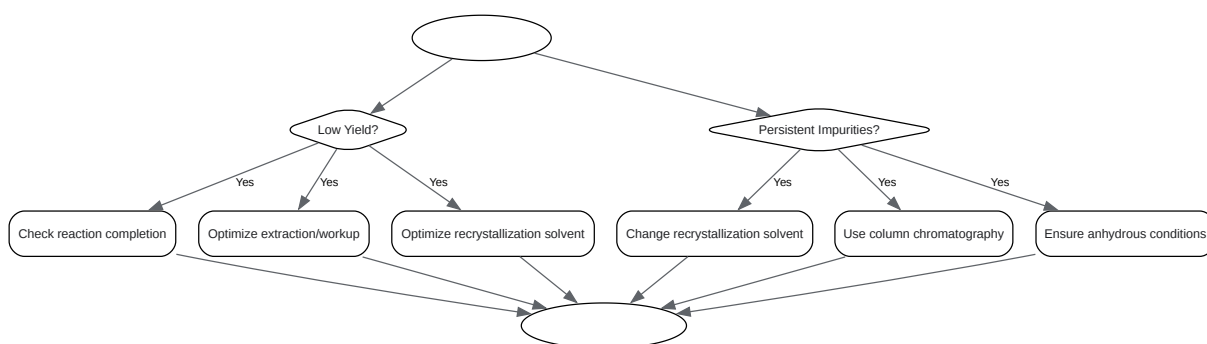 Low Yield?
Persistent Impurities?
Yes
Yes
Yes
Yes
Yes
Yes
Check reaction completion
Optimize extraction/workup
Optimize recrystallization solvent
Change recrystallization solvent
Use column chromatography
Ensure anhydrous conditions